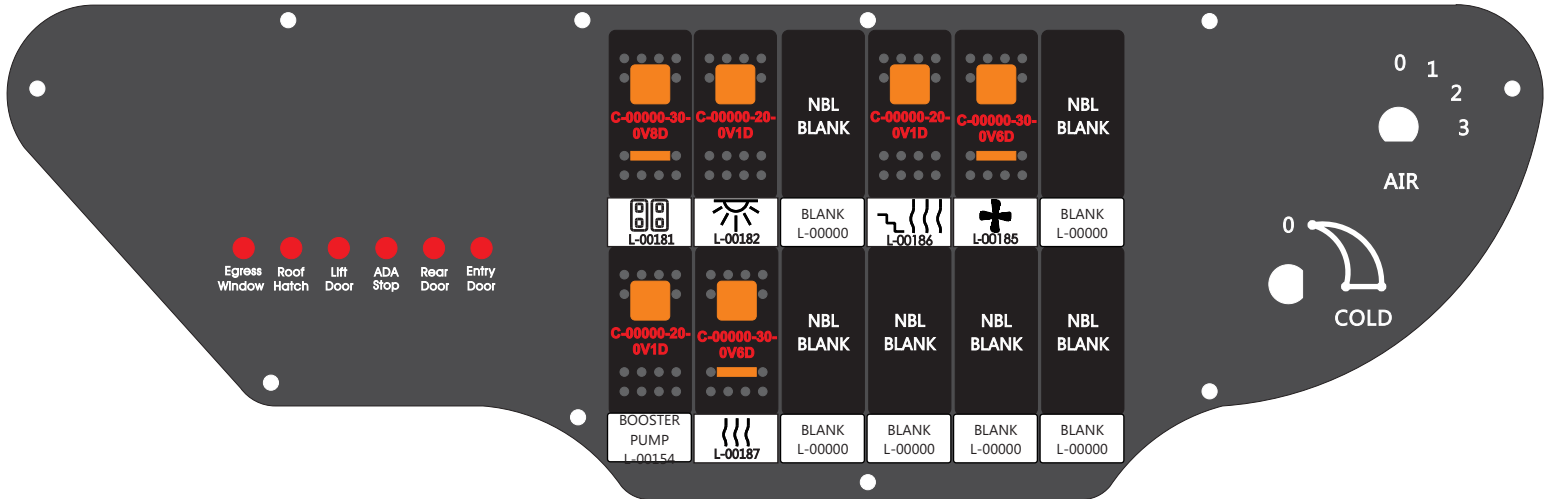 0
1
2
3
AIR
C-00000-30-
0V8D
C-00000-20-
0V1D
NBL
BLANK
C-00000-20-
0V1D
C-00000-30-
0V6D
NBL
BLANK
L-00181
L-00182
BLANK
L-00000
L-00186
L-00185
BLANK
L-00000
0
COLD
Egress
Window
Roof
Hatch
Lift
Door
ADA
Stop
Rear
Door
Entry
Door
C-00000-20-
0V1D
C-00000-30-
0V6D
NBL
BLANK
NBL
BLANK
NBL
BLANK
NBL
BLANK
BOOSTER
PUMP
L-00154
L-00187
BLANK
L-00000
BLANK
L-00000
BLANK
L-00000
BLANK
L-00000